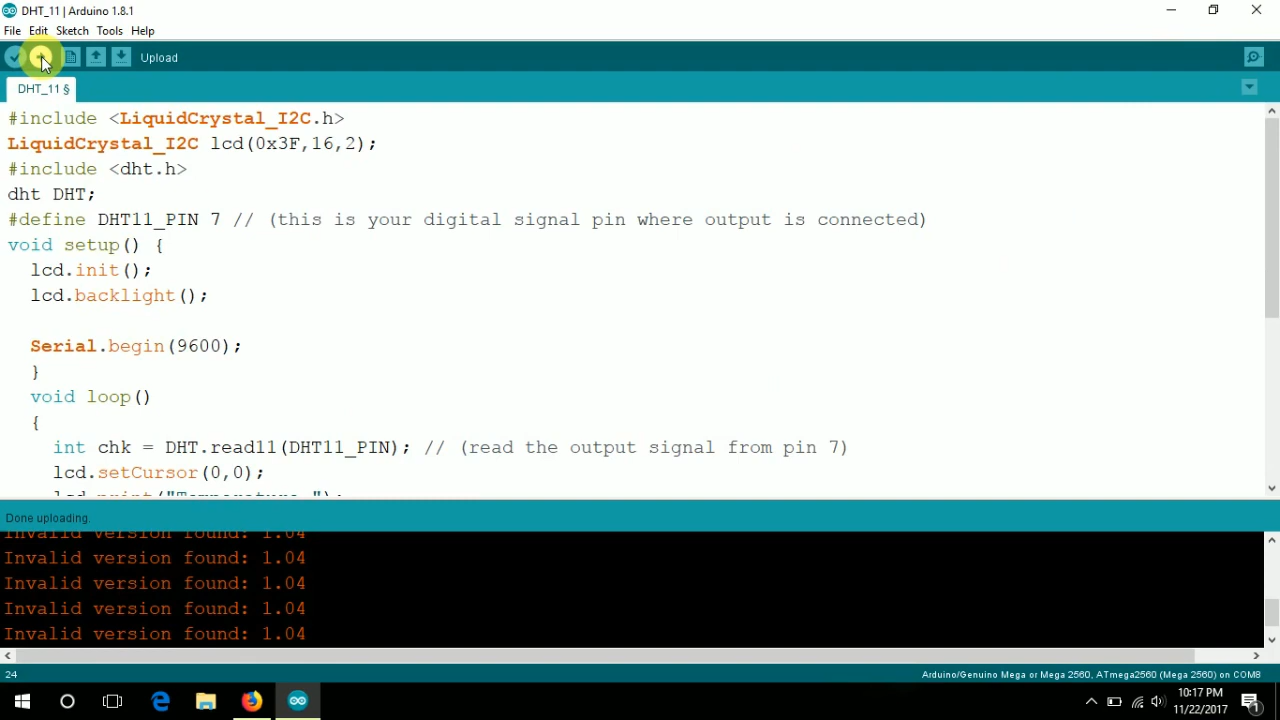 DHT_11 | Arduino 1.8.1
File Edit Sketch Tools Help
Upload
DHT_11 §
#include <LiquidCrystal_I2C.h>
LiquidCrystal_I2C lcd(0x3F,16,2);
#include <dht.h>
dht DHT;
#define DHT11_PIN 7 // (this is your digital signal pin where output is connected)
void setup() {
lcd.init();
lcd.backlight();
Serial.begin(9600);
}
void loop()
{
int chk = DHT.read11(DHT11_PIN); // (read the output signal from pin 7)
lcd.setCursor(0,0);
lcd.print("Temperature ");
Done uploading.
Invalid version found: 1.04
Invalid version found: 1.04
Invalid version found: 1.04
Invalid version found: 1.04
Invalid version found: 1.04
24
Arduino/Genuino Mega or Mega 2560, ATmega2560 (Mega 2560) on COM8
10:17 PM
11/22/2017
1